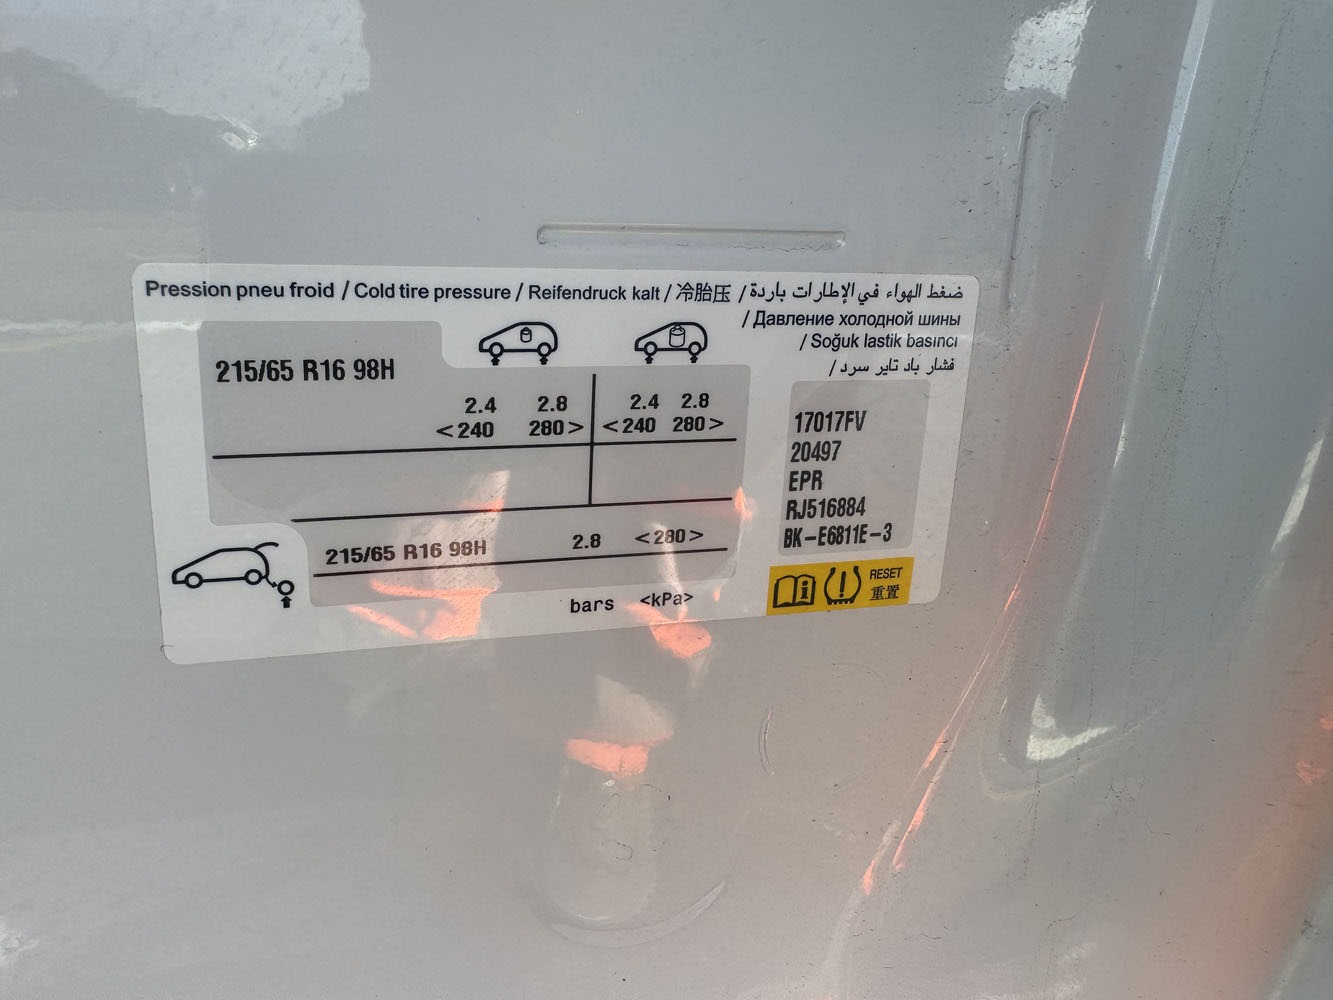 Pression pneu froid / Cold tire pressure / Reifendruck kalt / 冷胎压 / ضغط الهواء في الإطارات باردة
/ Давление холодной шины
/ Soğuk lastik basıncı
فشار باد تایر سرد /
215/65 R16 98H
2.4 2.8 2.4 2.8
<240 280> <240 280>
215/65 R16 98H 2.8 <280>
bars <kPa>
17017FV
20497
EPR
RJ516884
BK-E6811E-3
RESET
重置